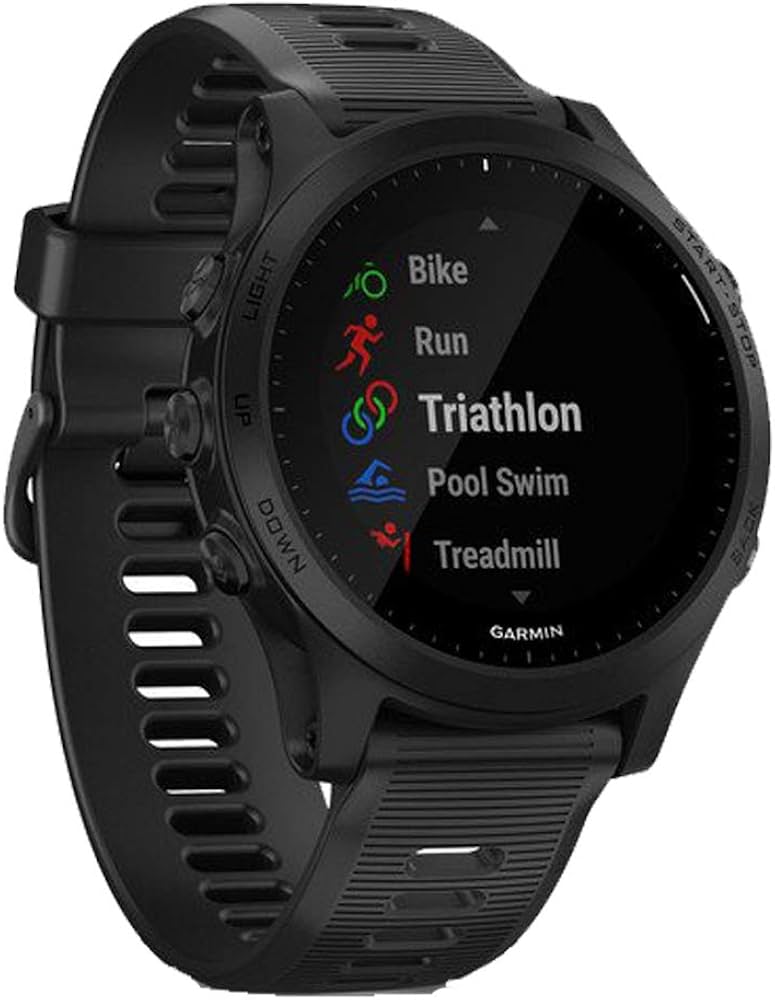 LIGHT
UP
DOWN
START·STOP
BACK
Bike
Run
Triathlon
Pool Swim
Treadmill
GARMIN